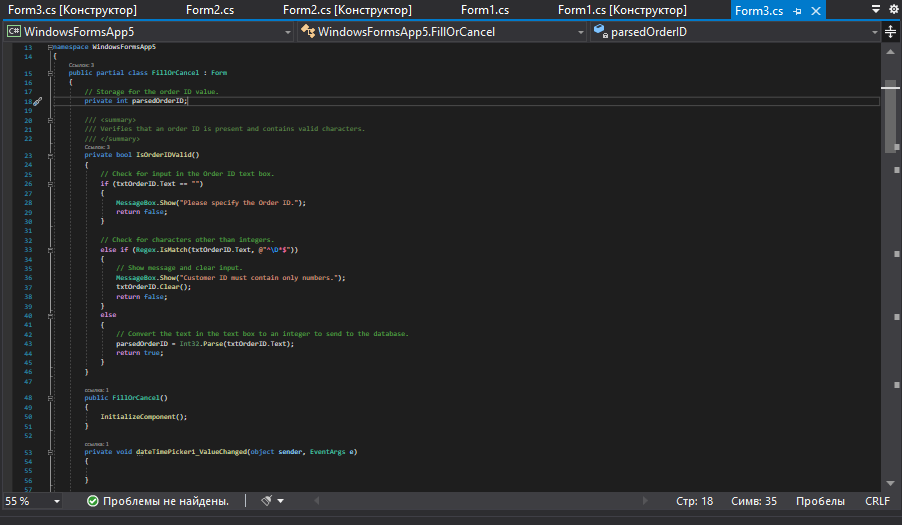 Form3.cs [Конструктор]
Form2.cs
Form2.cs [Конструктор]
Form1.cs
Form1.cs [Конструктор]
Form3.cs
C# WindowsFormsApp5
WindowsFormsApp5.FillOrCancel
parsedOrderID
13 namespace WindowsFormsApp5
14 {
Ссылок: 3
15 public partial class FillOrCancel : Form
16 {
17 // Storage for the order ID value.
18 private int parsedOrderID;
19
20 /// <summary>
21 /// Verifies that an order ID is present and contains valid characters.
22 /// </summary>
Ссылок: 3
23 private bool IsOrderIDValid()
24 {
25 // Check for input in the Order ID text box.
26 if (txtOrderID.Text == "")
27 {
28 MessageBox.Show("Please specify the Order ID.");
29 return false;
30 }
31
32 // Check for characters other than integers.
33 else if (Regex.IsMatch(txtOrderID.Text, @"^\D*$"))
34 {
35 // Show message and clear input.
36 MessageBox.Show("Customer ID must contain only numbers.");
37 txtOrderID.Clear();
38 return false;
39 }
40 else
41 {
42 // Convert the text in the text box to an integer to send to the database.
43 parsedOrderID = Int32.Parse(txtOrderID.Text);
44 return true;
45 }
46 }
47
ссылок: 1
48 public FillOrCancel()
49 {
50 InitializeComponent();
51 }
52
ссылок: 1
53 private void dateTimePicker1_ValueChanged(object sender, EventArgs e)
54 {
55
56 }
57
55 %
Проблемы не найдены.
Стр: 18
Симв: 35
Пробелы
CRLF